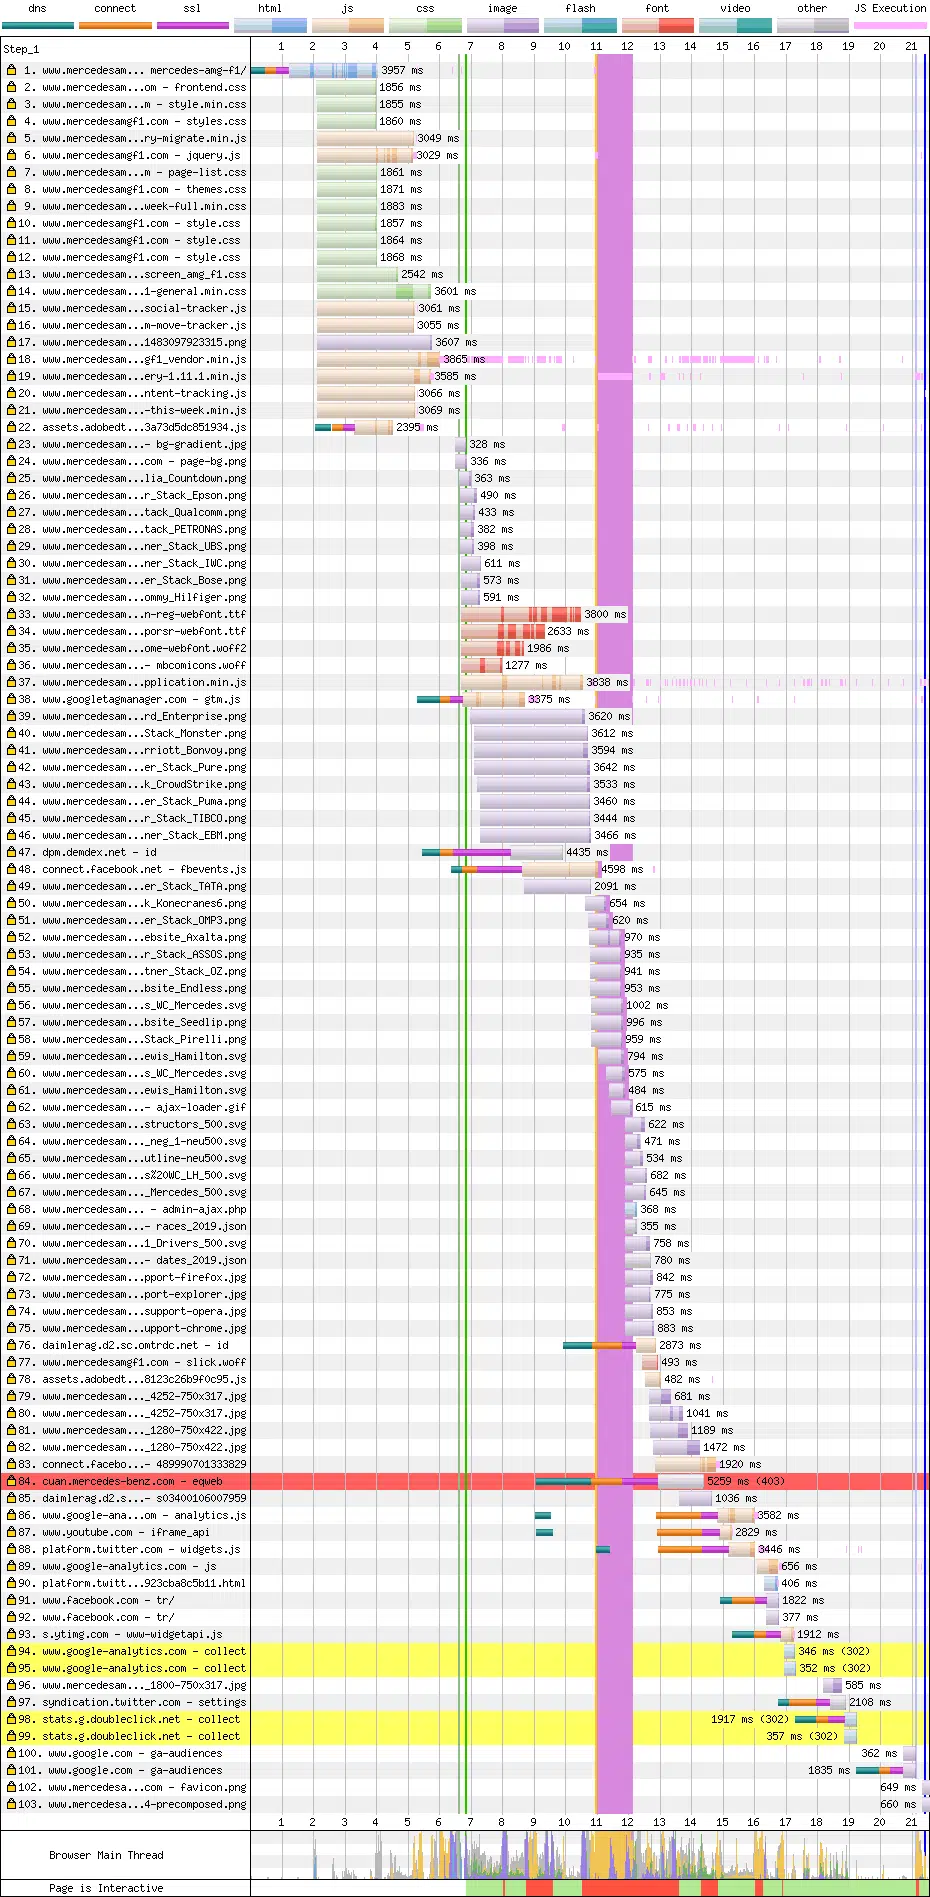 dns connect ssl html js css image flash font video other JS Execution
Step_1 1 2 3 4 5 6 7 8 9 10 11 12 13 14 15 16 17 18 19 20 21
1. www.mercedesam... mercedes-amg-f1/ 3957 ms
2. www.mercedesam...om - frontend.css 1856 ms
3. www.mercedesam...m - style.min.css 1855 ms
4. www.mercedesamgf1.com - styles.css 1860 ms
5. www.mercedesam...ry-migrate.min.js 3049 ms
6. www.mercedesamgf1.com - jquery.js 3029 ms
7. www.mercedesam...m - page-list.css 1861 ms
8. www.mercedesamgf1.com - themes.css 1871 ms
9. www.mercedesam...week-full.min.css 1883 ms
10. www.mercedesamgf1.com - style.css 1857 ms
11. www.mercedesamgf1.com - style.css 1864 ms
12. www.mercedesamgf1.com - style.css 1868 ms
13. www.mercedesam...screen_amg_f1.css 2542 ms
14. www.mercedesam...1-general.min.css 3601 ms
15. www.mercedesam...social-tracker.js 3061 ms
16. www.mercedesam...m-move-tracker.js 3055 ms
17. www.mercedesam...1483097923315.png 3607 ms
18. www.mercedesam...gf1_vendor.min.js 3865 ms
19. www.mercedesam...ery-1.11.1.min.js 3585 ms
20. www.mercedesam...ntent-tracking.js 3066 ms
21. www.mercedesam...-this-week.min.js 3069 ms
22. assets.adobedt...3a73d5dc851934.js 2395 ms
23. www.mercedesam...- bg-gradient.jpg 328 ms
24. www.mercedesam...com - page-bg.png 336 ms
25. www.mercedesam...lia_Countdown.png 363 ms
26. www.mercedesam...r_Stack_Epson.png 490 ms
27. www.mercedesam...tack_Qualcomm.png 433 ms
28. www.mercedesam...tack_PETRONAS.png 382 ms
29. www.mercedesam...ner_Stack_UBS.png 398 ms
30. www.mercedesam...ner_Stack_IWC.png 611 ms
31. www.mercedesam...er_Stack_Bose.png 573 ms
32. www.mercedesam...ommy_Hilfiger.png 591 ms
33. www.mercedesam...n-reg-webfont.ttf 3800 ms
34. www.mercedesam...porsr-webfont.ttf 2633 ms
35. www.mercedesam...ome-webfont.woff2 1986 ms
36. www.mercedesam...- mbcomicons.woff 1277 ms
37. www.mercedesam...pplication.min.js 3838 ms
38. www.googletagmanager.com - gtm.js 3375 ms
39. www.mercedesam...rd_Enterprise.png 3620 ms
40. www.mercedesam...Stack_Monster.png 3612 ms
41. www.mercedesam...rriott_Bonvoy.png 3594 ms
42. www.mercedesam...er_Stack_Pure.png 3642 ms
43. www.mercedesam...k_CrowdStrike.png 3533 ms
44. www.mercedesam...er_Stack_Puma.png 3460 ms
45. www.mercedesam...r_Stack_TIBCO.png 3444 ms
46. www.mercedesam...ner_Stack_EBM.png 3466 ms
47. dpm.demdex.net - id 4435 ms
48. connect.facebook.net - fbevents.js 4598 ms
49. www.mercedesam...er_Stack_TATA.png 2091 ms
50. www.mercedesam...k_Konecranes6.png 654 ms
51. www.mercedesam...er_Stack_OMP3.png 620 ms
52. www.mercedesam...ebsite_Axalta.png 970 ms
53. www.mercedesam...r_Stack_ASSOS.png 935 ms
54. www.mercedesam...tner_Stack_OZ.png 941 ms
55. www.mercedesam...bsite_Endless.png 953 ms
56. www.mercedesam...s_WC_Mercedes.svg 1002 ms
57. www.mercedesam...bsite_Seedlip.png 996 ms
58. www.mercedesam...Stack_Pirelli.png 959 ms
59. www.mercedesam...ewis_Hamilton.svg 794 ms
60. www.mercedesam...s_WC_Mercedes.svg 575 ms
61. www.mercedesam...ewis_Hamilton.svg 484 ms
62. www.mercedesam...- ajax-loader.gif 615 ms
63. www.mercedesam...structors_500.svg 622 ms
64. www.mercedesam..._neg_1-neu500.svg 471 ms
65. www.mercedesam...utline-neu500.svg 534 ms
66. www.mercedesam...s%20WC_LH_500.svg 682 ms
67. www.mercedesam..._Mercedes_500.svg 645 ms
68. www.mercedesam... - admin-ajax.php 368 ms
69. www.mercedesam...- races_2019.json 355 ms
70. www.mercedesam...1_Drivers_500.svg 758 ms
71. www.mercedesam...- dates_2019.json 780 ms
72. www.mercedesam...pport-firefox.jpg 842 ms
73. www.mercedesam...port-explorer.jpg 775 ms
74. www.mercedesam...support-opera.jpg 853 ms
75. www.mercedesam...upport-chrome.jpg 883 ms
76. daimlerag.d2.sc.omtrdc.net - id 2873 ms
77. www.mercedesamgf1.com - slick.woff 493 ms
78. assets.adobedt...8123c26b9f0c95.js 482 ms
79. www.mercedesam..._4252-750x317.jpg 681 ms
80. www.mercedesam..._4252-750x317.jpg 1041 ms
81. www.mercedesam..._1280-750x422.jpg 1189 ms
82. www.mercedesam..._1280-750x422.jpg 1472 ms
83. connect.facebo... - 489990701333829 1920 ms
84. cuan.mercedes-benz.com - eqweb 5259 ms (403)
85. daimlerag.d2.s...- s03400106007959 1036 ms
86. www.google-ana... - analytics.js 3582 ms
87. www.youtube.com - iframe_api 2829 ms
88. platform.twitter.com - widgets.js 3446 ms
89. www.google-analytics.com - js 656 ms
90. platform.twitt...923cba8c5b11.html 406 ms
91. www.facebook.com - tr/ 1822 ms
92. www.facebook.com - tr/ 377 ms
93. s.ytimg.com - www-widgetapi.js 1912 ms
94. www.google-analytics.com - collect 346 ms (302)
95. www.google-analytics.com - collect 352 ms (302)
96. www.mercedesam..._1800-750x317.jpg 585 ms
97. syndication.twitter.com - settings 2108 ms
98. stats.g.doubleclick.net - collect 1917 ms (302)
99. stats.g.doubleclick.net - collect 357 ms (302)
100. www.google.com - ga-audiences 362 ms
101. www.google.com - ga-audiences 1835 ms
102. www.mercedesa...com - favicon.png 649 ms
103. www.mercedesa...4-precomposed.png 660 ms
1 2 3 4 5 6 7 8 9 10 11 12 13 14 15 16 17 18 19 20 21
Browser Main Thread
Page is Interactive